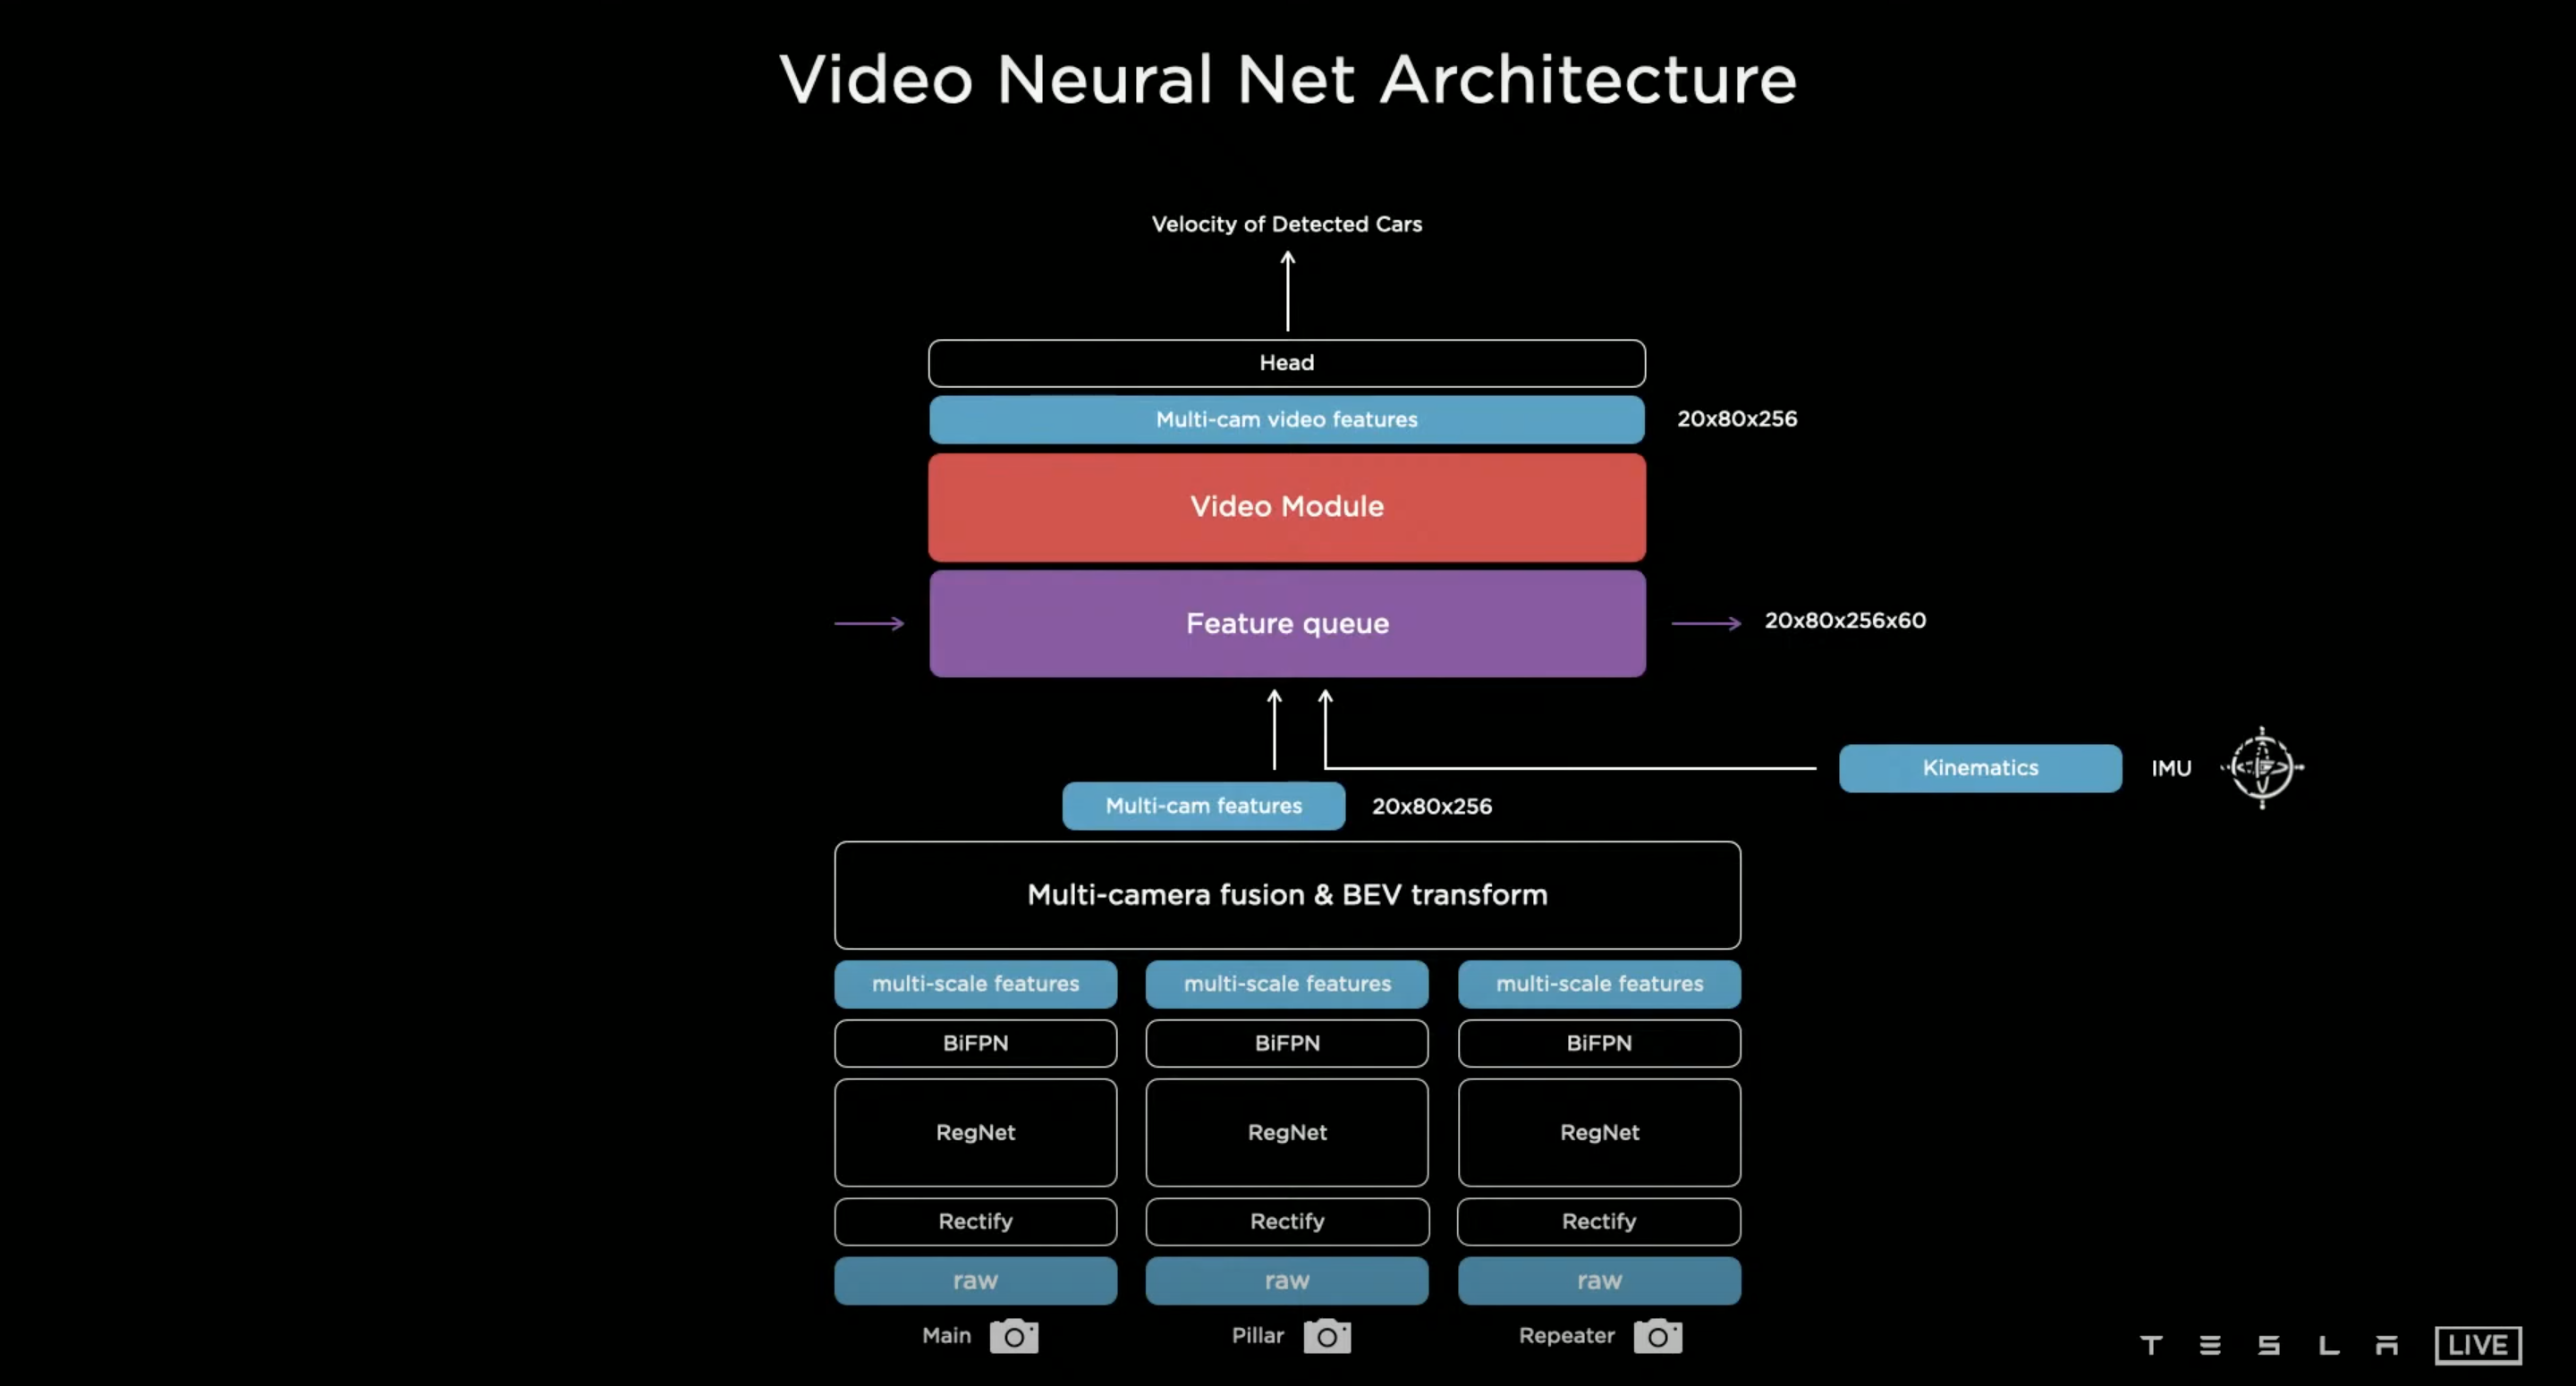 Video Neural Net Architecture
Velocity of Detected Cars
Head
Multi-cam video features 20x80x256
Video Module
Feature queue 20x80x256x60
Kinematics IMU
Multi-cam features 20x80x256
Multi-camera fusion & BEV transform
multi-scale features multi-scale features multi-scale features
BiFPN BiFPN BiFPN
RegNet RegNet RegNet
Rectify Rectify Rectify
raw raw raw
Main Pillar Repeater
TESLA LIVE